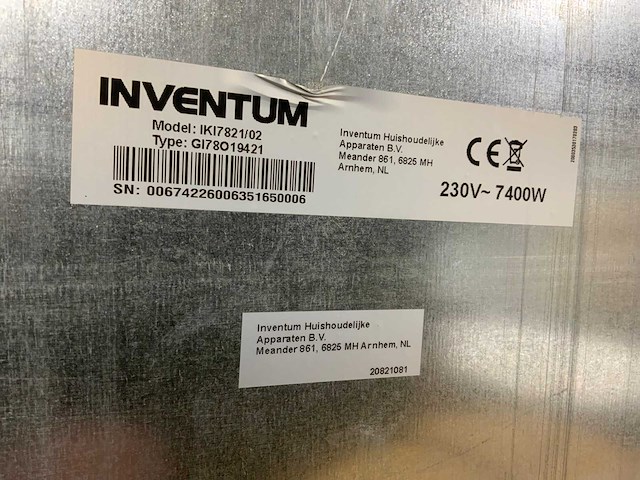 INVENTUM
Model: IKI7821/02
Type: GI78O19421
SN: 00674226006351650006
Inventum Huishoudelijke
Apparaten B.V.
Meander 861, 6825 MH
Arnhem, NL
CE
230V~ 7400W
Inventum Huishoudelijke
Apparaten B.V.
Meander 861, 6825 MH Arnhem, NL
20821081